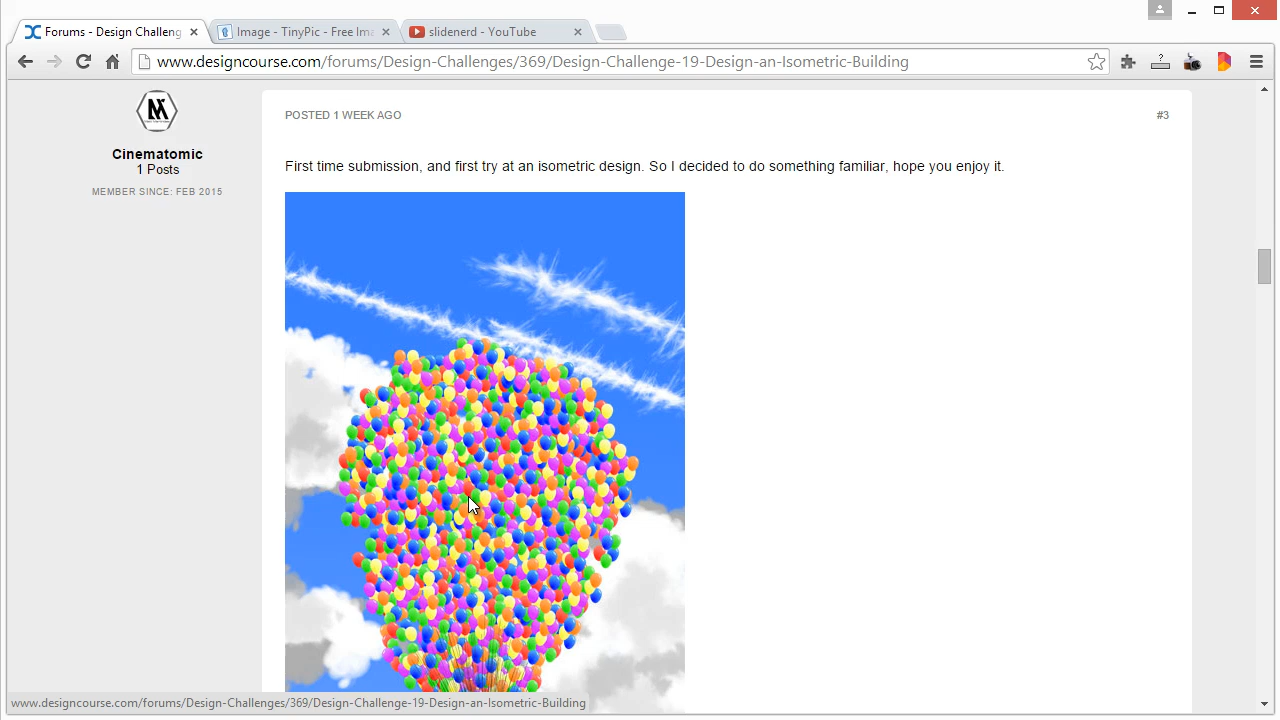 Forums - Design Challeng
Image - TinyPic - Free Ima
slidenerd - YouTube
www.designcourse.com/forums/Design-Challenges/369/Design-Challenge-19-Design-an-Isometric-Building
POSTED 1 WEEK AGO
#3
Cinematomic
1 Posts
MEMBER SINCE: FEB 2015
First time submission, and first try at an isometric design. So I decided to do something familiar, hope you enjoy it.
www.designcourse.com/forums/Design-Challenges/369/Design-Challenge-19-Design-an-Isometric-Building